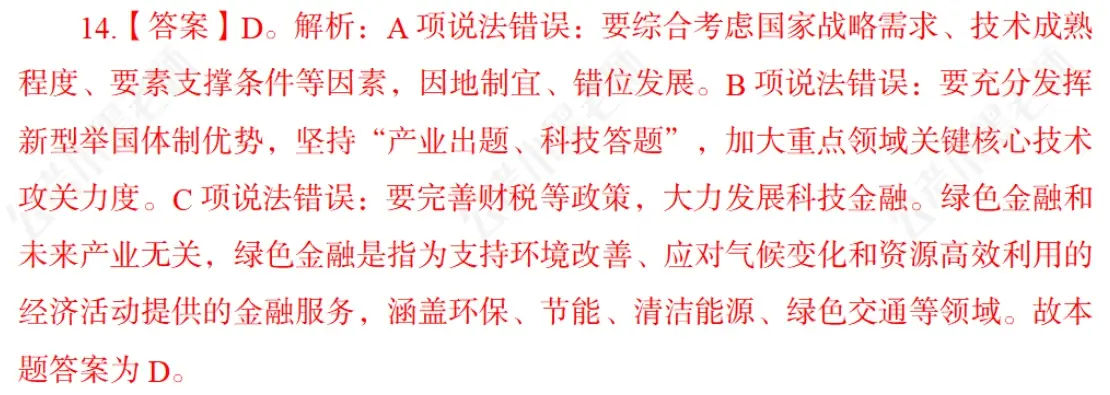 14.【答案】D。解析：A 项说法错误：要综合考虑国家战略需求、技术成熟
程度、要素支撑条件等因素，因地制宜、错位发展。B 项说法错误：要充分发挥
新型举国体制优势，坚持“产业出题、科技答题”，加大重点领域关键核心技术
攻关力度。C 项说法错误：要完善财税等政策，大力发展科技金融。绿色金融和
未来产业无关，绿色金融是指为支持环境改善、应对气候变化和资源高效利用的
经济活动提供的金融服务，涵盖环保、节能、清洁能源、绿色交通等领域。故本
题答案为 D。